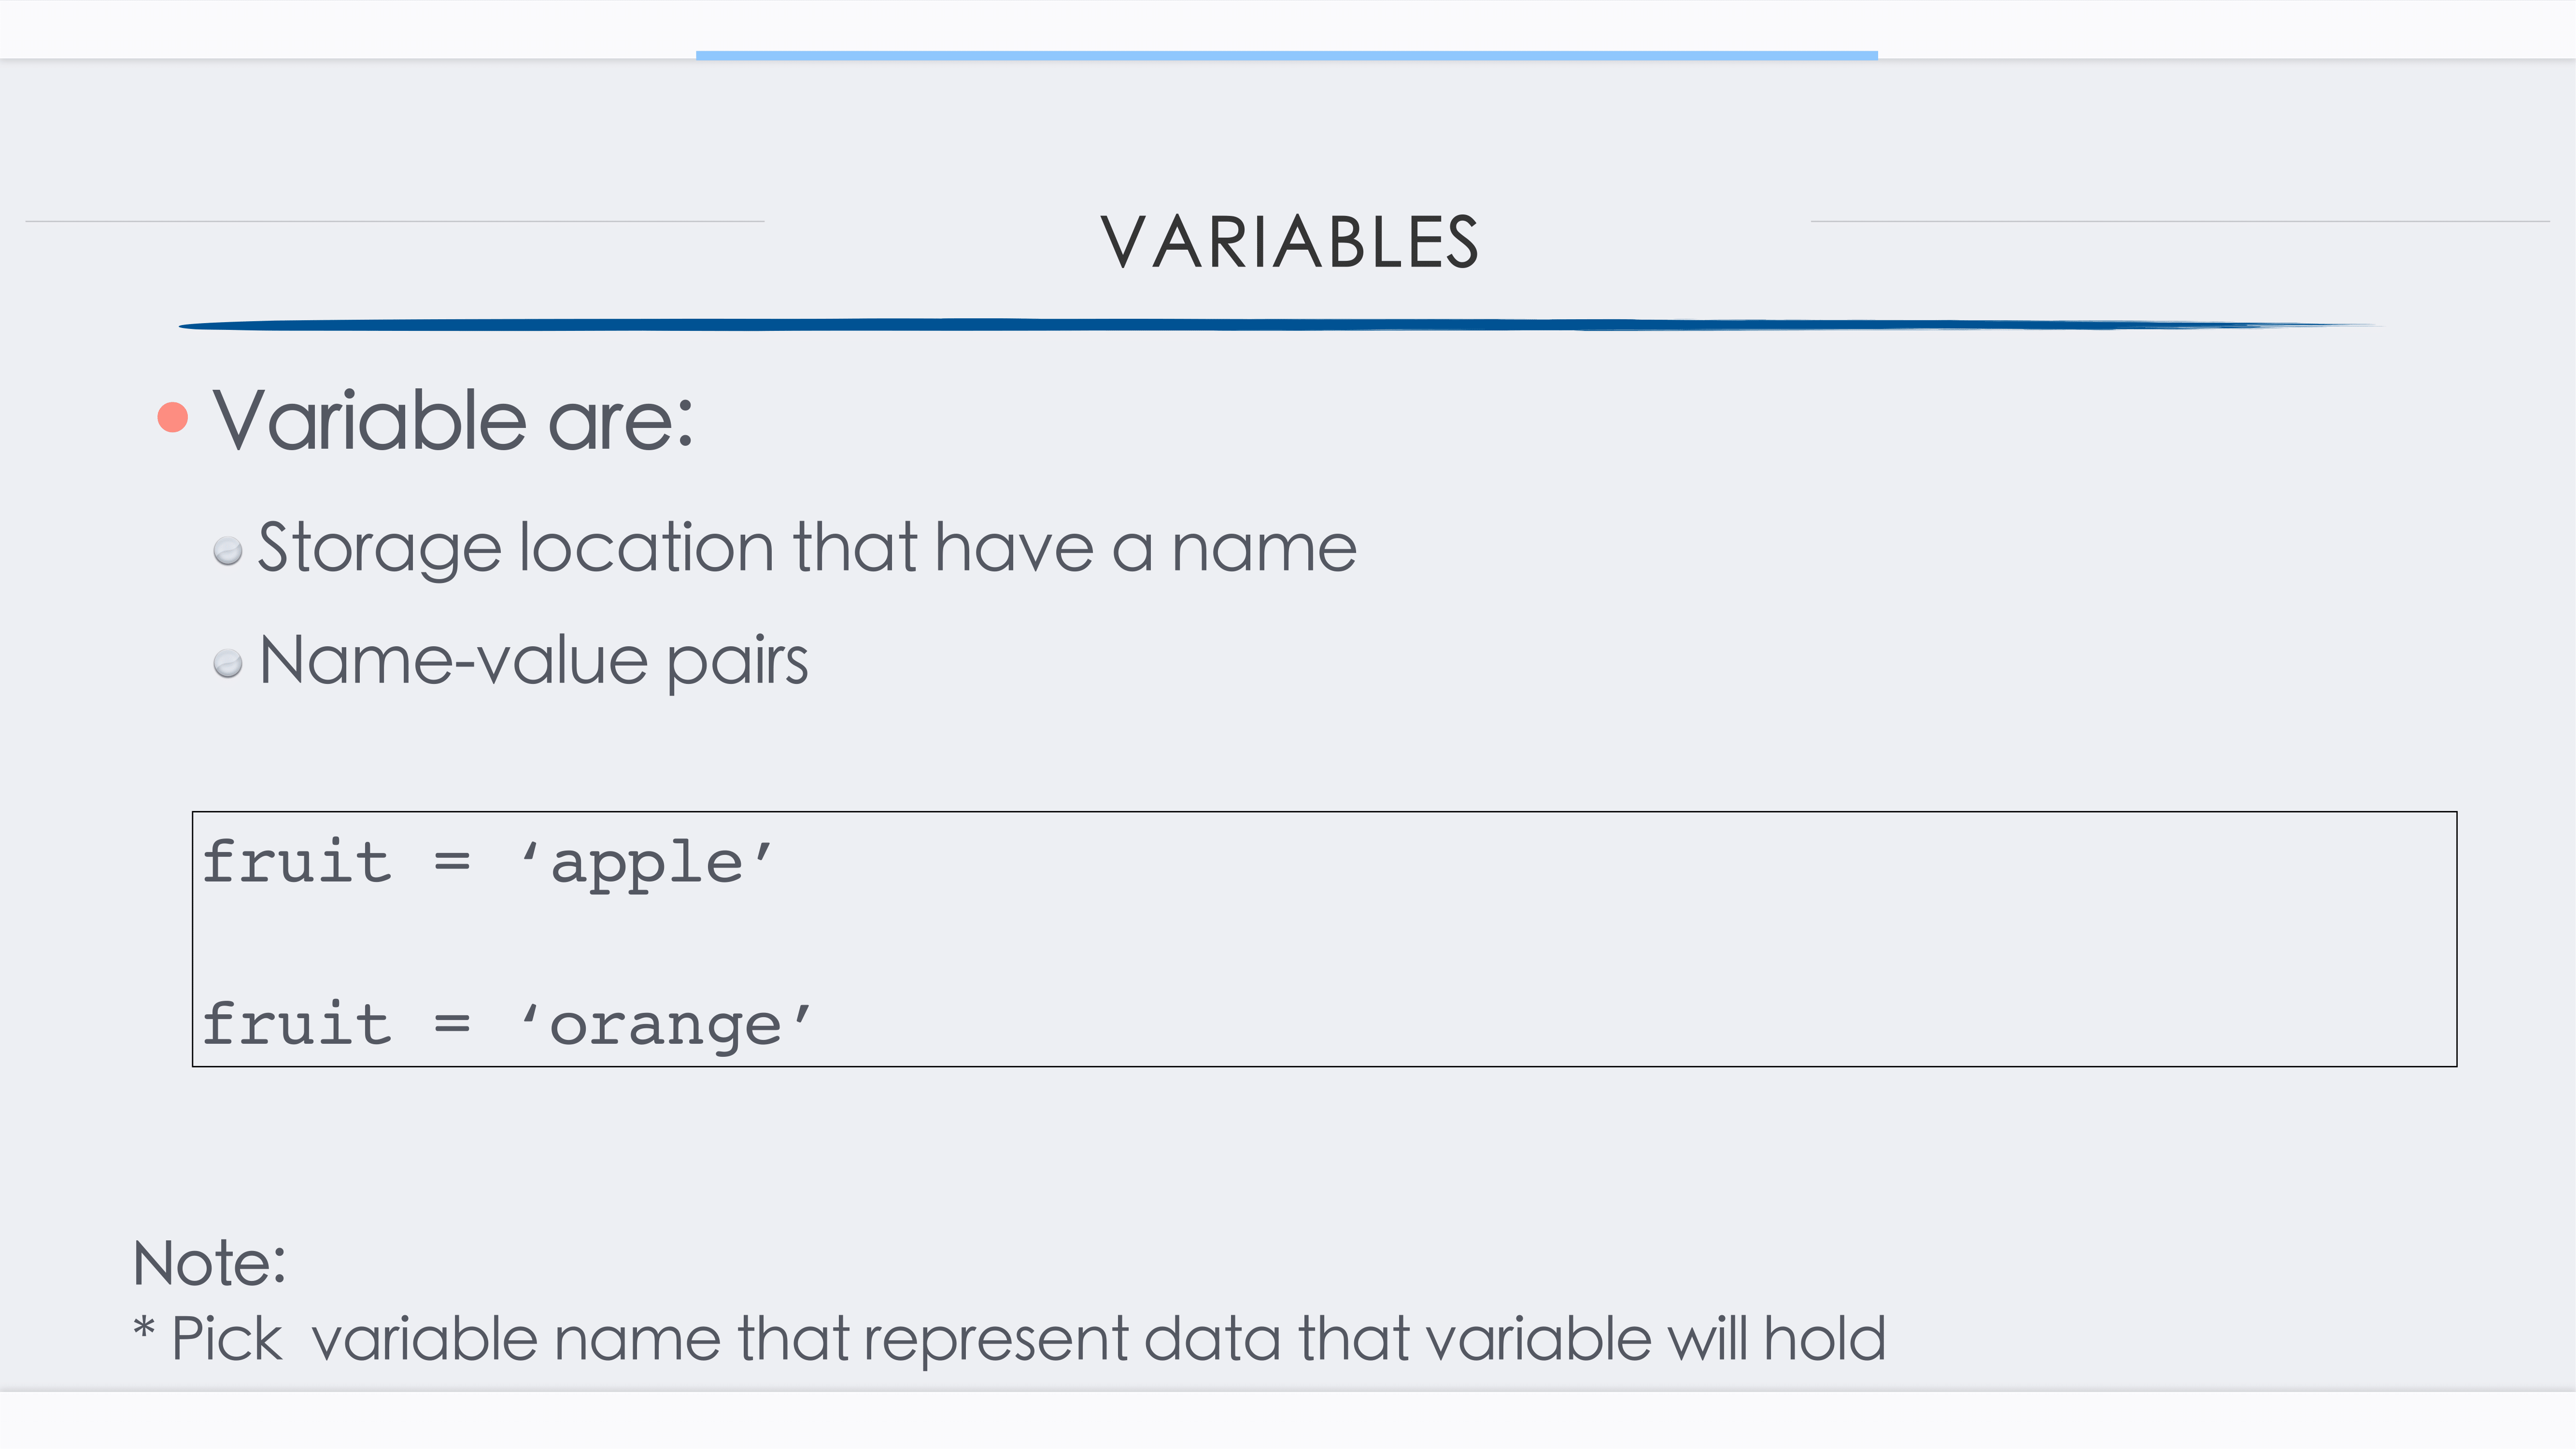 VARIABLES
Variable are:
Storage location that have a name
Name-value pairs
fruit = ‘apple’
fruit = ‘orange’
Note:
* Pick  variable name that represent data that variable will hold